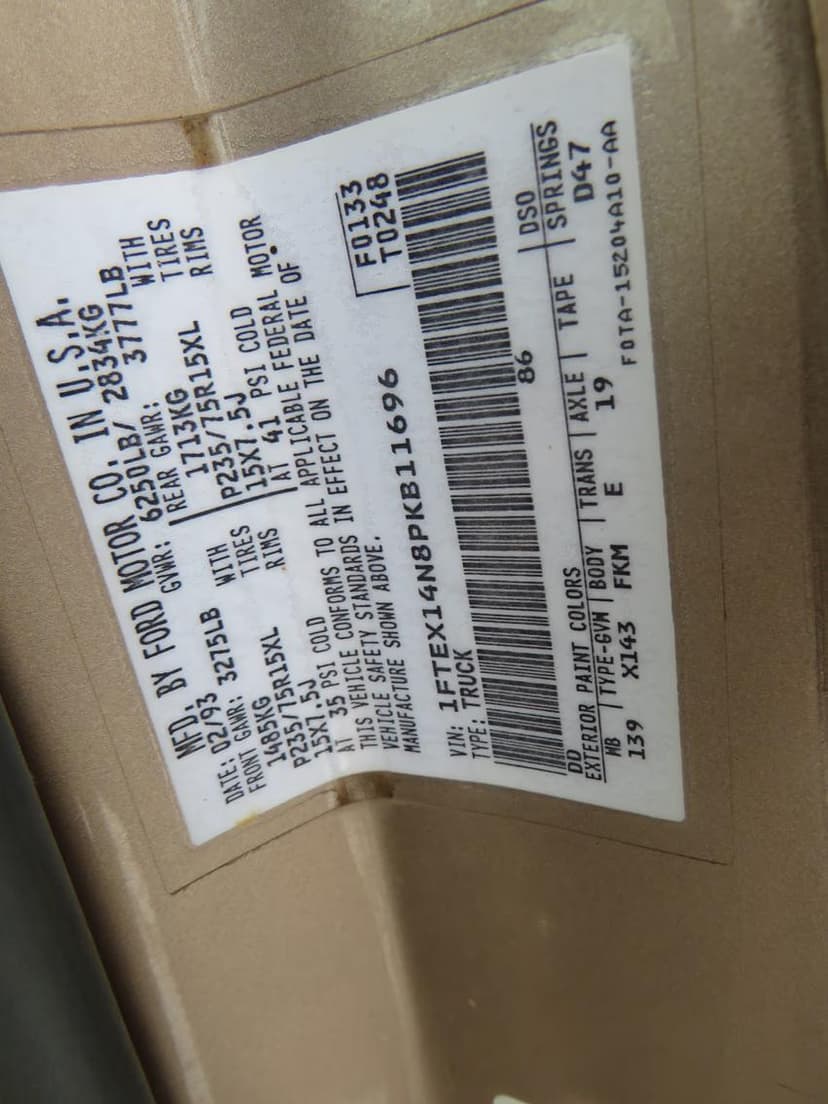 MFD. BY FORD MOTOR CO. IN U.S.A.
DATE: 02/93 GVWR: 6250LB/ 2834KG
FRONT GAWR: 3275LB REAR GAWR: 3777LB
1485KG WITH 1713KG WITH
P235/75R15XL TIRES P235/75R15XL TIRES
15X7.5J RIMS 15X7.5J RIMS
AT 35 PSI COLD AT 41 PSI COLD
THIS VEHICLE CONFORMS TO ALL APPLICABLE FEDERAL MOTOR
VEHICLE SAFETY STANDARDS IN EFFECT ON THE DATE OF
MANUFACTURE SHOWN ABOVE.
F0133
T0248
VIN: 1FTEX14N8PKB11696
TYPE: TRUCK
DD 86
EXTERIOR PAINT COLORS DSO
WB TYPE-GVW BODY TRANS AXLE TAPE SPRINGS
139 X143 FKM E 19 D47
F0TA-15204A10-AA